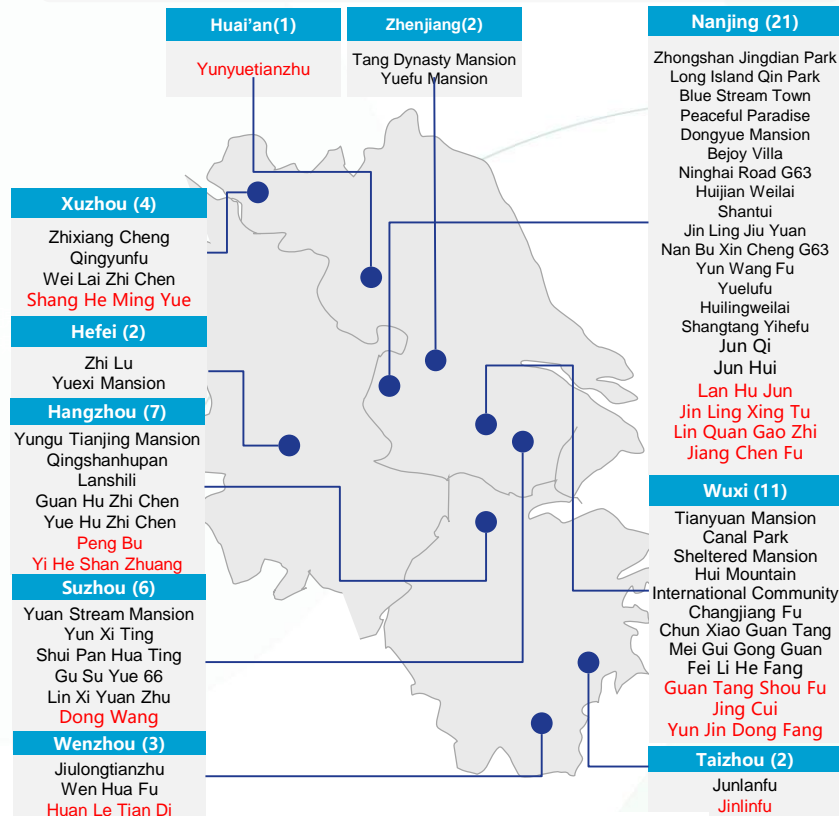 Huai'an(1)
Yunyuetianzhu
Zhenjiang(2)
Tang Dynasty Mansion
Yuefu Mansion
Nanjing (21)
Zhongshan Jingdian Park
Long Island Qin Park
Blue Stream Town
Peaceful Paradise
Dongyue Mansion
Bejoy Villa
Ninghai Road G63
Huijian Weilai
Shantui
Jin Ling Jiu Yuan
Nan Bu Xin Cheng G63
Yun Wang Fu
Yuelufu
Huilingweilai
Shangtang Yihefu
Jun Qi
Jun Hui
Lan Hu Jun
Jin Ling Xing Tu
Lin Quan Gao Zhi
Jiang Chen Fu
Xuzhou (4)
Zhixiang Cheng
Qingyunfu
Wei Lai Zhi Chen
Shang He Ming Yue
Hefei (2)
Zhi Lu
Yuexi Mansion
Hangzhou (7)
Yungu Tianjing Mansion
Qingshanhupan
Lanshili
Guan Hu Zhi Chen
Yue Hu Zhi Chen
Peng Bu
Yi He Shan Zhuang
Suzhou (6)
Yuan Stream Mansion
Yun Xi Ting
Shui Pan Hua Ting
Gu Su Yue 66
Lin Xi Yuan Zhu
Dong Wang
Wenzhou (3)
Jiulongtianzhu
Wen Hua Fu
Huan Le Tian Di
Wuxi (11)
Tianyuan Mansion
Canal Park
Sheltered Mansion
Hui Mountain
International Community
Changjiang Fu
Chun Xiao Guan Tang
Mei Gui Gong Guan
Fei Li He Fang
Guan Tang Shou Fu
Jing Cui
Yun Jin Dong Fang
Taizhou (2)
Junlanfu
Jinlinfu